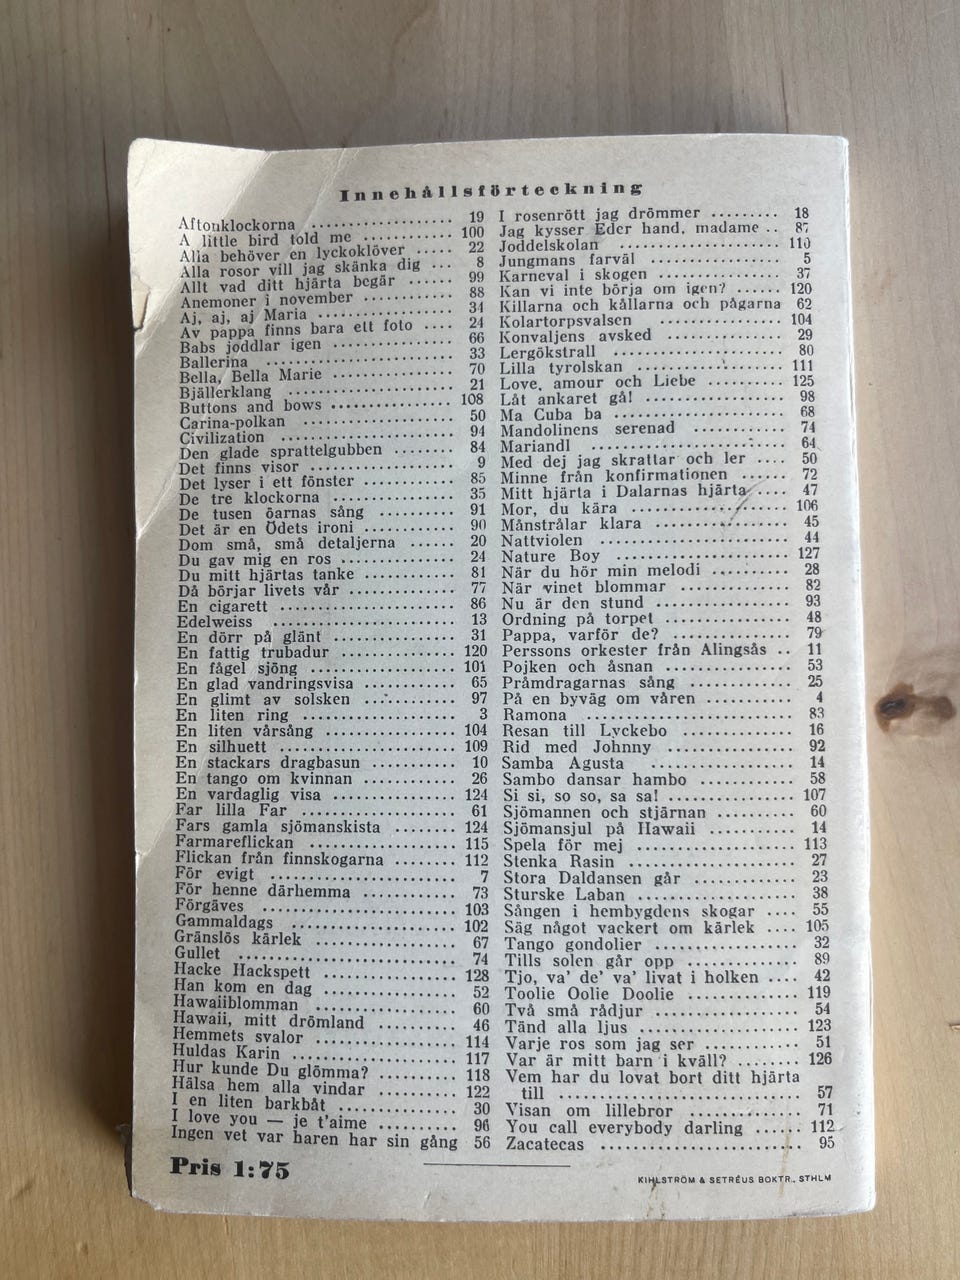 Innehållsförteckning
Aftonklockorna .................. 19
A little bird told me ........... 100
Alla behöver en lyckoklöver ..... 22
Alla rosor vill jag skänka dig ... 8
Allt vad ditt hjärta begär ...... 99
Anemoner i november ............ 88
Aj, aj, aj Maria ................ 34
Av pappa finns bara ett foto .... 24
Babs joddlar igen ............... 66
Ballerina ....................... 33
Bella, Bella Marie .............. 70
Bjällerklang .................... 21
Buttons and bows ................ 108
Carina-polkan ................... 50
Civilization .................... 94
Den glade sprattelgubben ........ 84
Det finns visor ................. 9
Det lyser i ett fönster ......... 85
De tre klockorna ................ 35
De tusen öarnas sång ............ 91
Det är en Ödets ironi ........... 90
Dom små, små detaljerna ...... 20
Du gav mig en ros ............... 24
Du mitt hjärtas tanke ........... 81
Då börjar livets vår ............ 77
En cigarett ..................... 86
Edelweiss ....................... 13
En dörr på glänt ................ 31
En fattig trubadur .............. 120
En fågel sjöng .................. 101
En glad vandringsvisa ........... 65
En glimt av solsken ............. 97
En liten ring ................... 3
En liten vårsång ................ 104
En silhuett ..................... 109
En stackars dragbasun ........... 10
En tango om kvinnan ............. 26
En vardaglig visa ............... 124
Far lilla Far ................... 61
Fars gamla sjömanskista ........ 124
Farmareflickan .................. 115
Flickan från finnskogarna ....... 112
För evigt ....................... 7
För henne därhemma .............. 73
Förgäves ........................ 103
Gammaldags ...................... 102
Gränslös kärlek ................. 67
Gullet .......................... 74
Hacke Hackspett ................. 128
Han kom en dag .................. 52
Hawaiiblomman ................... 60
Hawaii, mitt drömland .......... 46
Hemmets svalor .................. 114
Huldas Karin .................... 117
Hur kunde Du glömma? .......... 118
Hälsa hem alla vindar .......... 122
I en liten barkbåt .............. 30
I love you — je t'aime .......... 96
Ingen vet var haren har sin gång 56
I rosenrött jag drömmer ......... 18
Jag kysser Eder hand, madame .. 87
Joddelskolan .................... 110
Jungmans farväl ................. 5
Karneval i skogen ............... 37
Kan vi inte börja om igen? ...... 120
Killarna och kållarna och pågarna 62
Kolartorpsvalsen ................ 104
Konvaljens avsked ............... 29
Lergökstrall .................... 80
Lilla tyrolskan ................. 111
Love, amour och Liebe .......... 125
Låt ankaret gå! ................. 98
Ma Cuba ba ...................... 68
Mandolinens serenad ............. 74
Mariandl ........................ 64
Med dej jag skrattar och ler .... 50
Minne från konfirmationen ...... 72
Mitt hjärta i Dalarnas hjärta .... 47
Mor, du kära .................... 106
Månstrålar klara ................ 45
Nattviolen ...................... 44
Nature Boy ...................... 127
När du hör min melodi .......... 28
När vinet blommar ............... 82
Nu är den stund ................. 93
Ordning på torpet ............... 48
Pappa, varför de? ............... 79
Perssons orkester från Alingsås .. 11
Pojken och åsnan ................ 53
Pråmdragarnas sång .............. 25
På en byväg om våren ........... 4
Ramona .......................... 83
Resan till Lyckebo .............. 16
Rid med Johnny .................. 92
Samba Agusta .................... 14
Sambo dansar hambo ............ 58
Si si, so so, sa sa! ............ 107
Sjömannen och stjärnan ......... 60
Sjömansjul på Hawaii .......... 14
Spela för mej ................... 113
Stenka Rasin .................... 27
Stora Daldansen går ............. 23
Sturske Laban ................... 38
Sången i hembygdens skogar .... 55
Säg något vackert om kärlek .... 105
Tango gondolier ................. 32
Tills solen går opp ............. 89
Tjo, va' de' va' livat i holken .... 42
Toolie Oolie Doolie ............. 119
Två små rådjur .................. 54
Tänd alla ljus .................. 123
Varje ros som jag ser ........... 51
Var är mitt barn i kväll? ........ 126
Vem har du lovat bort ditt hjärta
till ............................ 57
Visan om lillebror .............. 71
You call everybody darling ...... 112
Zacatecas ....................... 95
Pris 1:75
KIHLSTRÖM & SETRÉUS BOKTR., STHLM